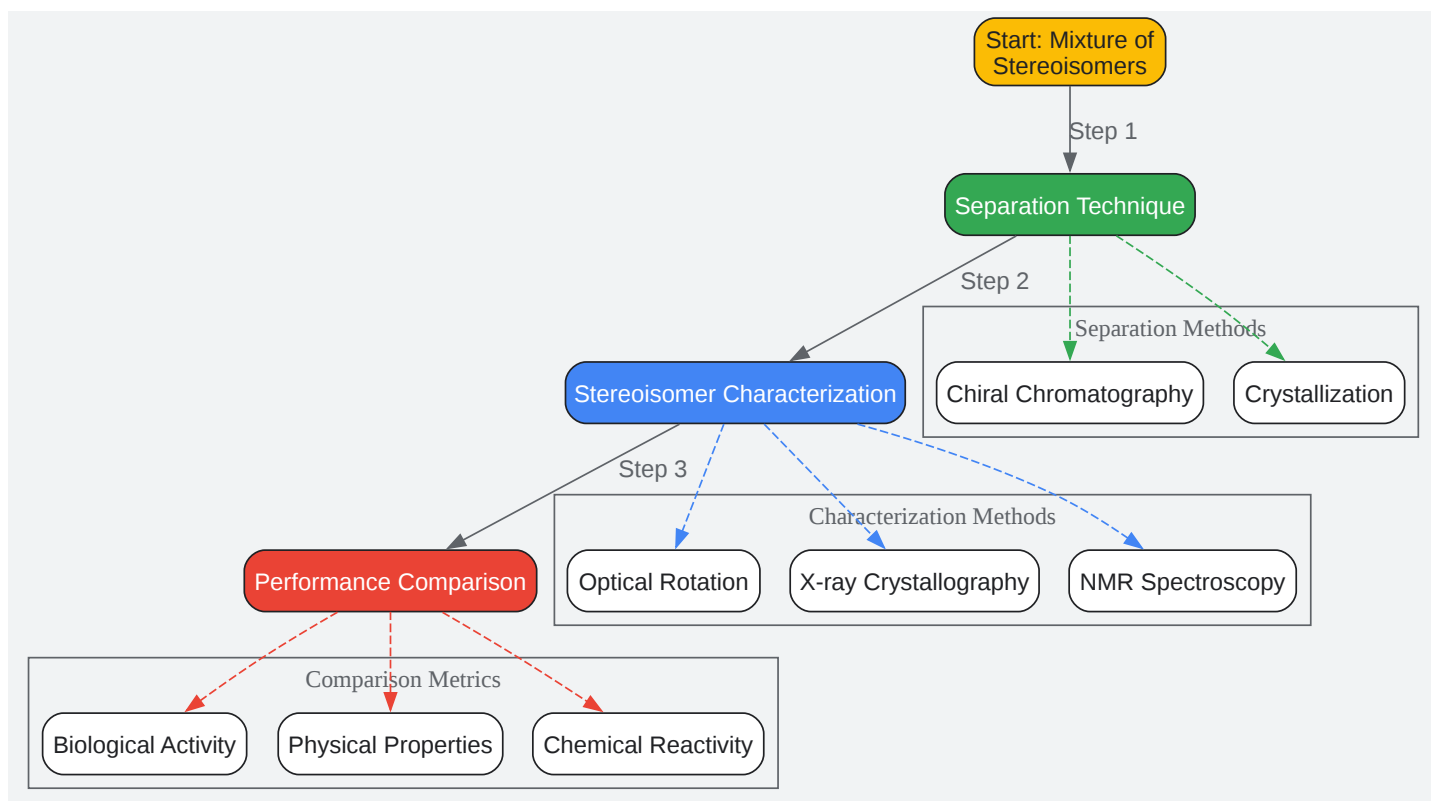 Start: Mixture of
Stereoisomers
Step 1
Separation Technique
Step 2
Separation Methods
Stereoisomer Characterization
Chiral Chromatography
Crystallization
Step 3
Characterization Methods
Performance Comparison
Optical Rotation
X-ray Crystallography
NMR Spectroscopy
Comparison Metrics
Biological Activity
Physical Properties
Chemical Reactivity